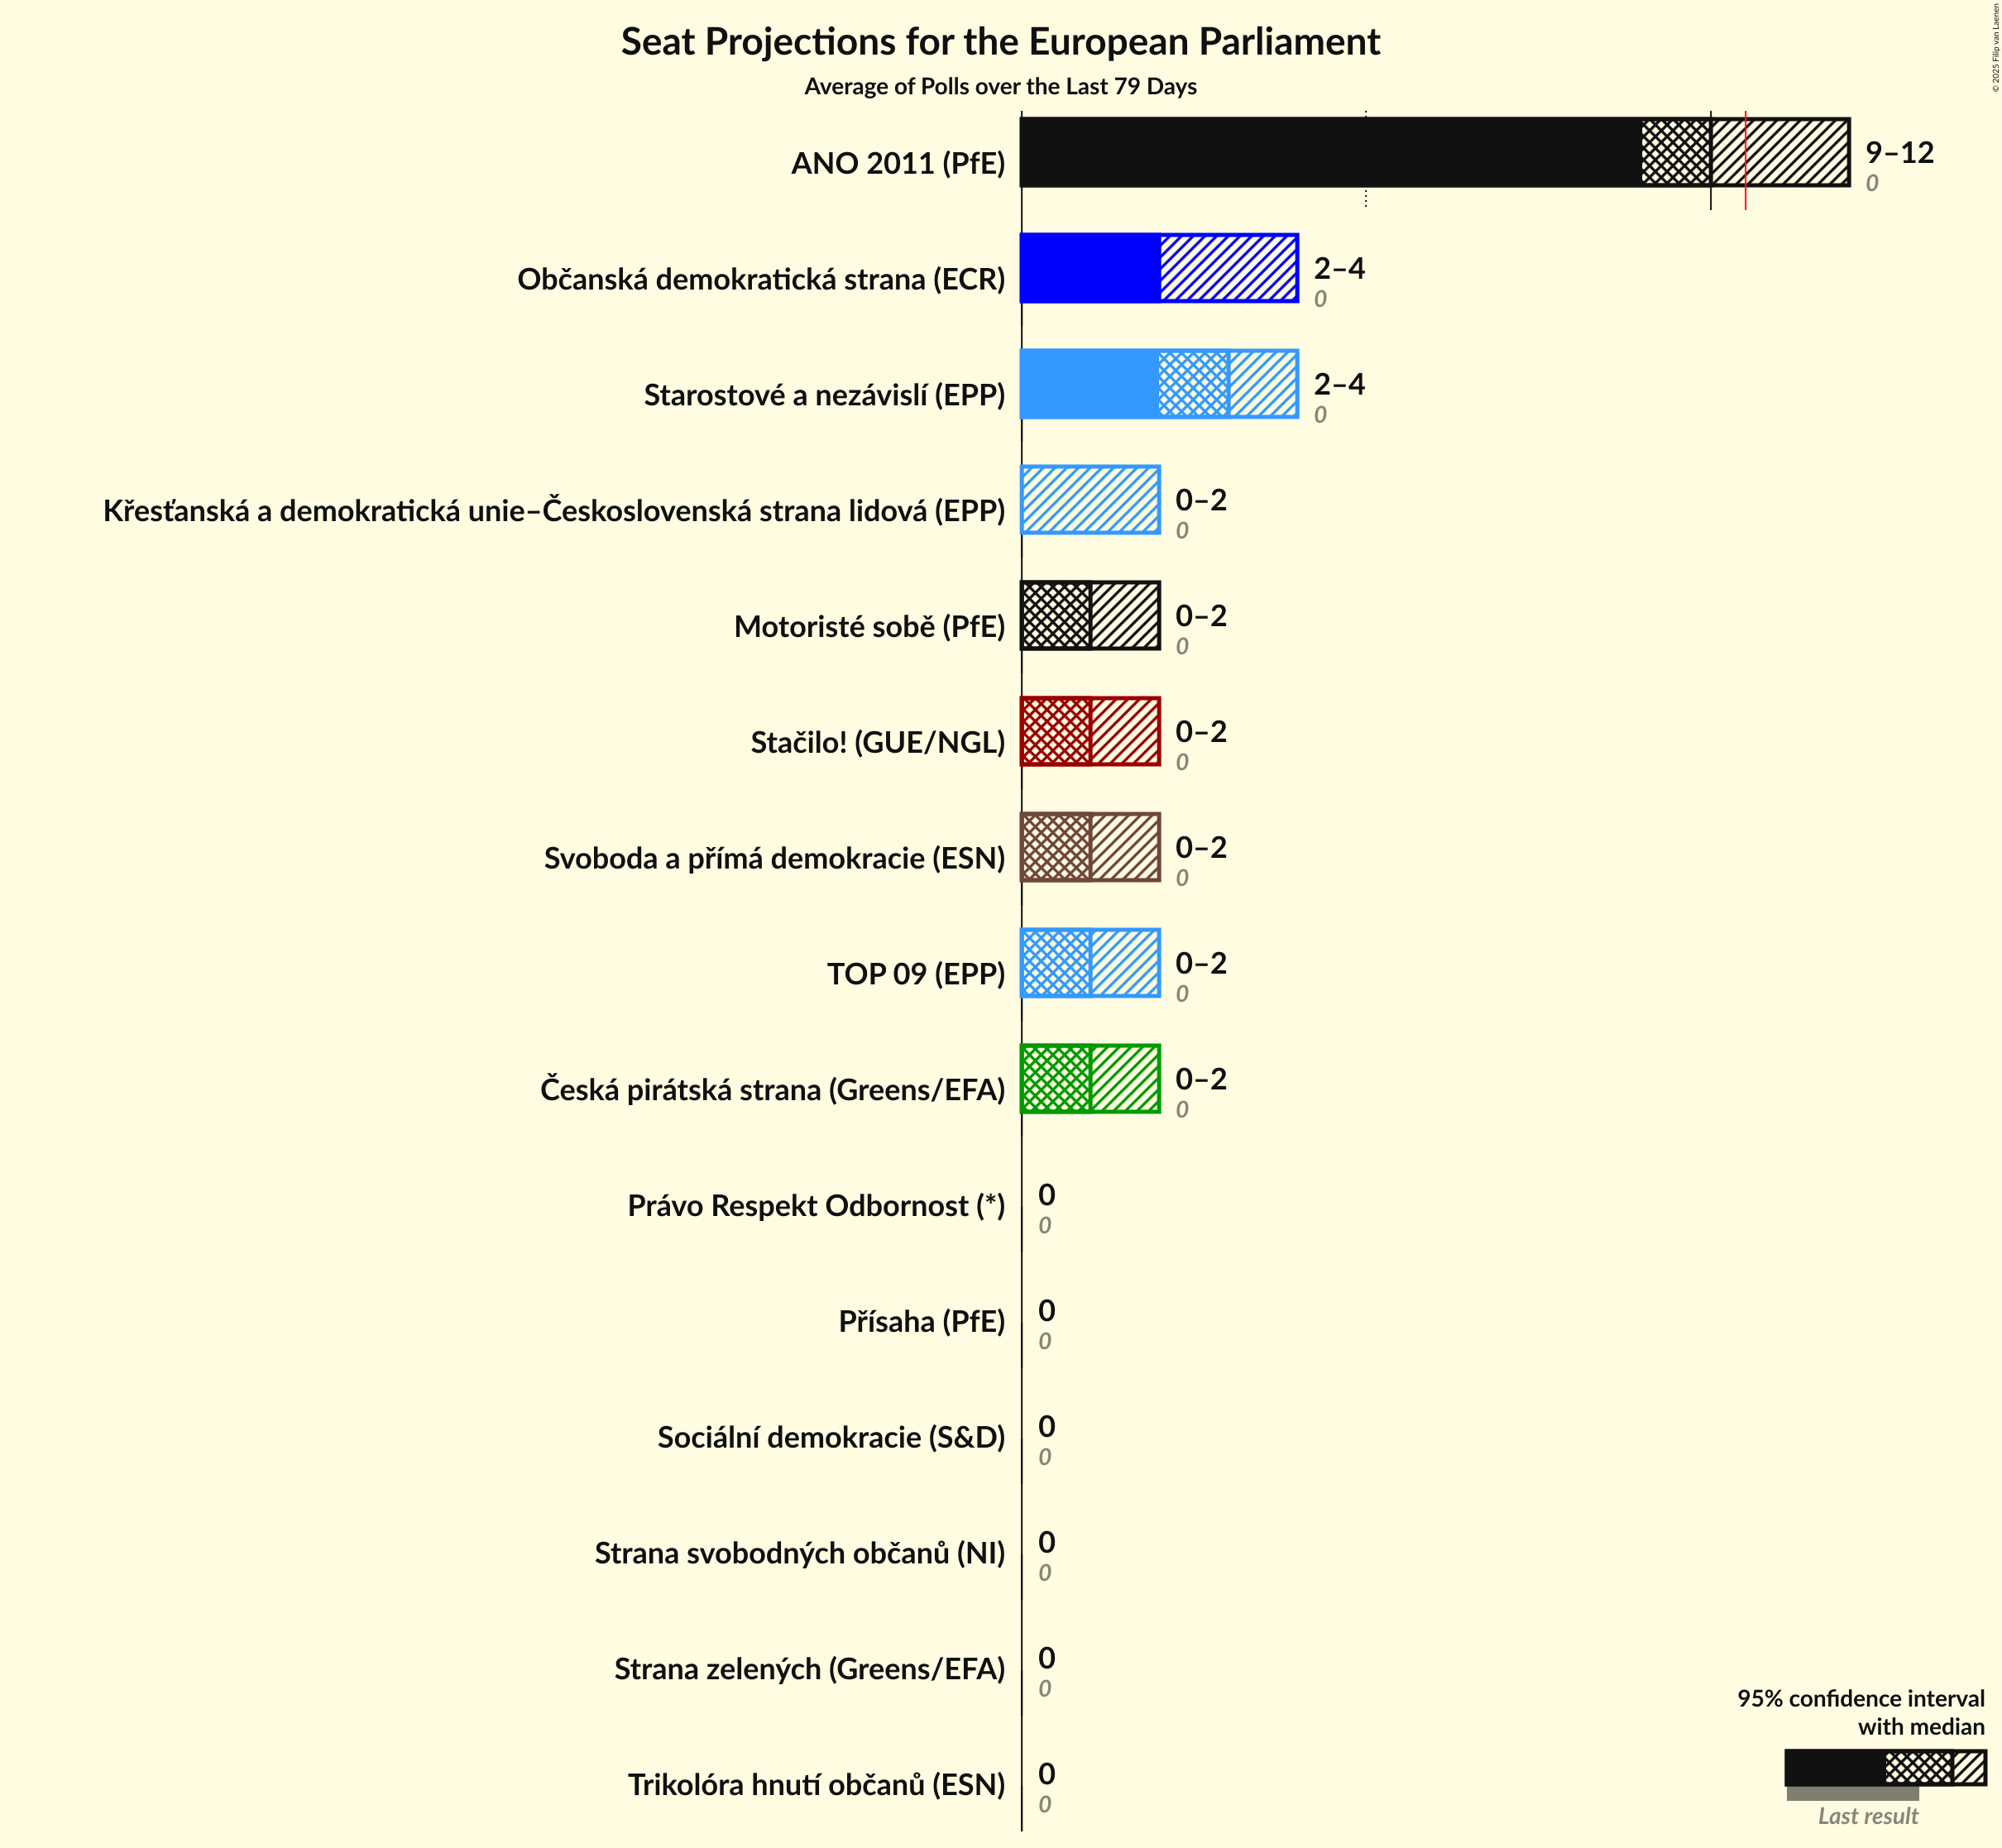 Seat Projections for the European Parliament
Average of Polls over the Last 79 Days
© 2025 Filip van Laenen
ANO 2011 (PfE)
9–12
0
Občanská demokratická strana (ECR)
2–4
0
Starostové a nezávislí (EPP)
2–4
0
Křesťanská a demokratická unie–Československá strana lidová (EPP)
0–2
0
Motoristé sobě (PfE)
0–2
0
Stačilo! (GUE/NGL)
0–2
0
Svoboda a přímá demokracie (ESN)
0–2
0
TOP 09 (EPP)
0–2
0
Česká pirátská strana (Greens/EFA)
0–2
0
Právo Respekt Odbornost (*)
0
0
Přísaha (PfE)
0
0
Sociální demokracie (S&D)
0
0
Strana svobodných občanů (NI)
0
0
Strana zelených (Greens/EFA)
0
0
Trikolóra hnutí občanů (ESN)
0
0
95% confidence interval
with median
Last result